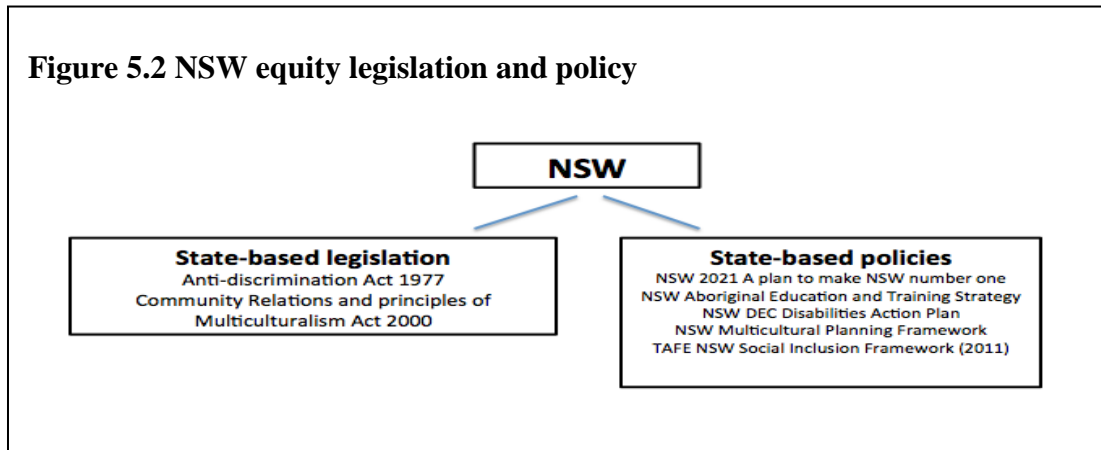 Figure 5.2 NSW equity legislation and policy
NSW
State-based legislation
Anti-discrimination Act 1977
Community Relations and principles of
Multiculturalism Act 2000
State-based policies
NSW 2021 A plan to make NSW number one
NSW Aboriginal Education and Training Strategy
NSW DEC Disabilities Action Plan
NSW Multicultural Planning Framework
TAFE NSW Social Inclusion Framework (2011)